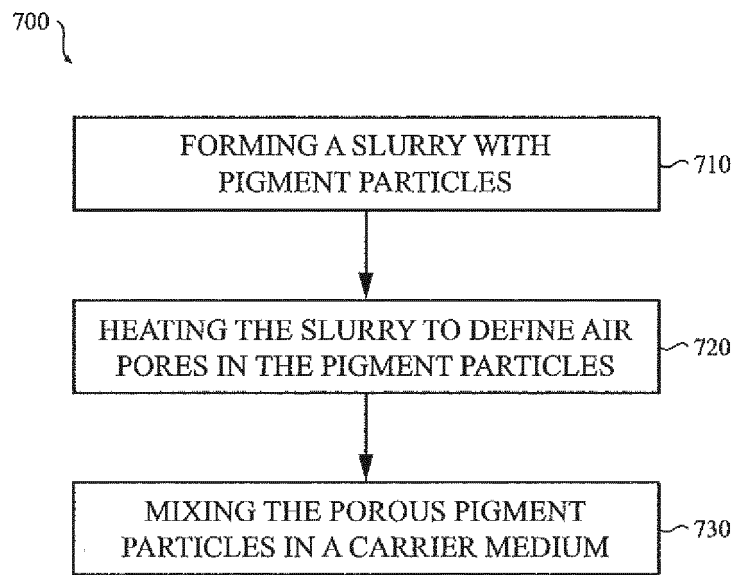 700
FORMING A SLURRY WITH
PIGMENT PARTICLES
710
HEATING THE SLURRY TO DEFINE AIR
PORES IN THE PIGMENT PARTICLES
720
MIXING THE POROUS PIGMENT
PARTICLES IN A CARRIER MEDIUM
730